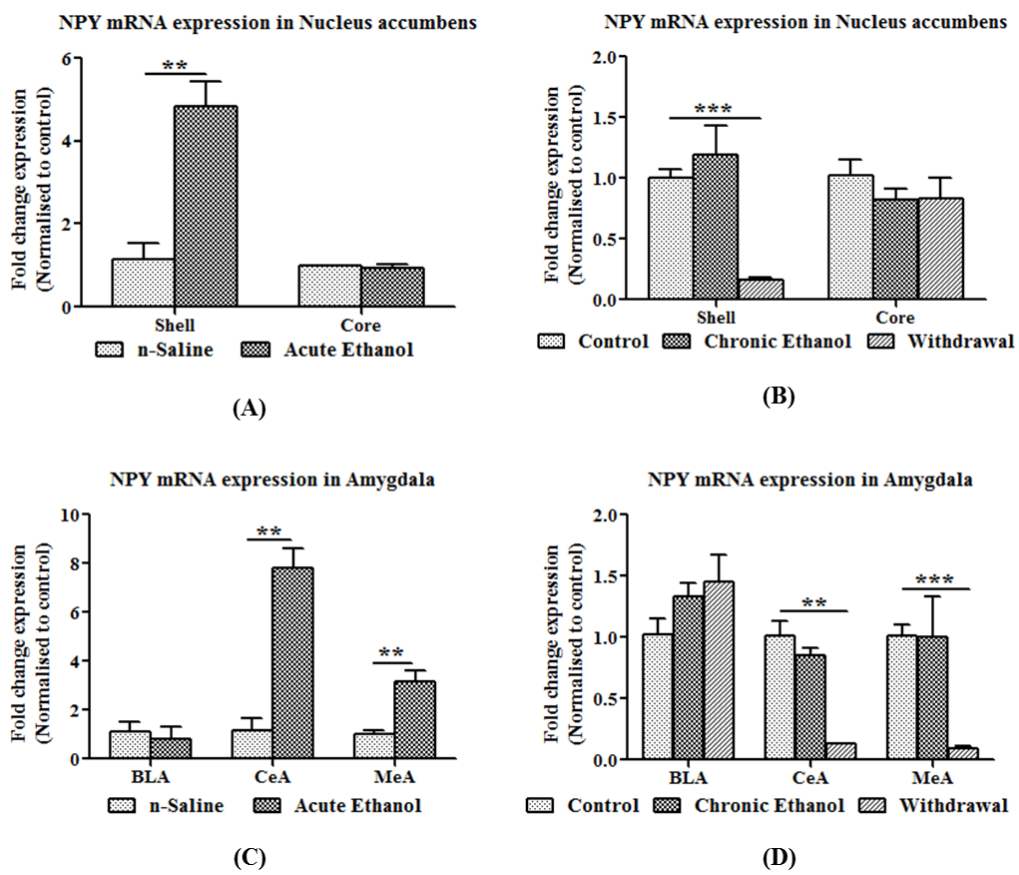 NPY mRNA expression in Nucleus accumbens
Fold change expression
(Normalised to control)
6
4
2
0
**
Shell
Core
n-Saline
Acute Ethanol
(A)
NPY mRNA expression in Nucleus accumbens
Fold change expression
(Normalised to control)
2.0
1.5
1.0
0.5
0.0
***
Shell
Core
Control
Chronic Ethanol
Withdrawal
(B)
NPY mRNA expression in Amygdala
Fold change expression
(Normalised to control)
10
8
6
4
2
0
**
**
BLA
CeA
MeA
n-Saline
Acute Ethanol
(C)
NPY mRNA expression in Amygdala
Fold change expression
(Normalised to control)
2.0
1.5
1.0
0.5
0.0
**
***
BLA
CeA
MeA
Control
Chronic Ethanol
Withdrawal
(D)